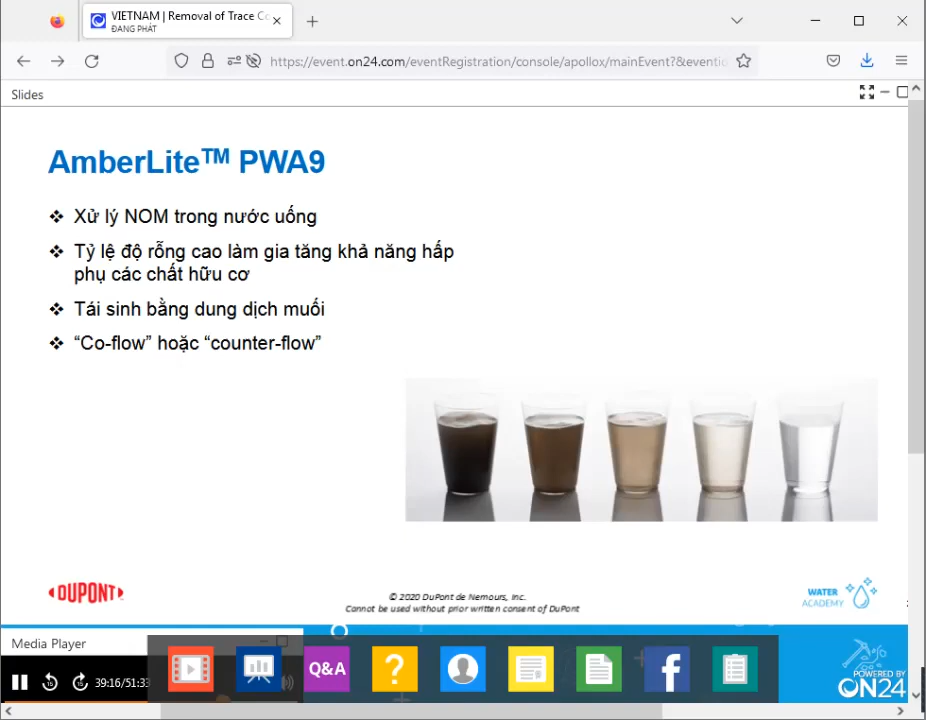 VIETNAM | Removal of Trace Co
ĐANG PHÁT
https://event.on24.com/eventRegistration/console/apollox/mainEvent?&eventic
Slides
AmberLite™ PWA9
❖ Xử lý NOM trong nước uống
❖ Tỷ lệ độ rỗng cao làm gia tăng khả năng hấp
phụ các chất hữu cơ
❖ Tái sinh bằng dung dịch muối
❖ “Co-flow” hoặc “counter-flow”
DUPONT
© 2020 DuPont de Nemours, Inc.
Cannot be used without prior written consent of DuPont
WATER
ACADEMY
Media Player
Q&A
?
f
15
15
39:16/51:33
POWERED BY
ON24